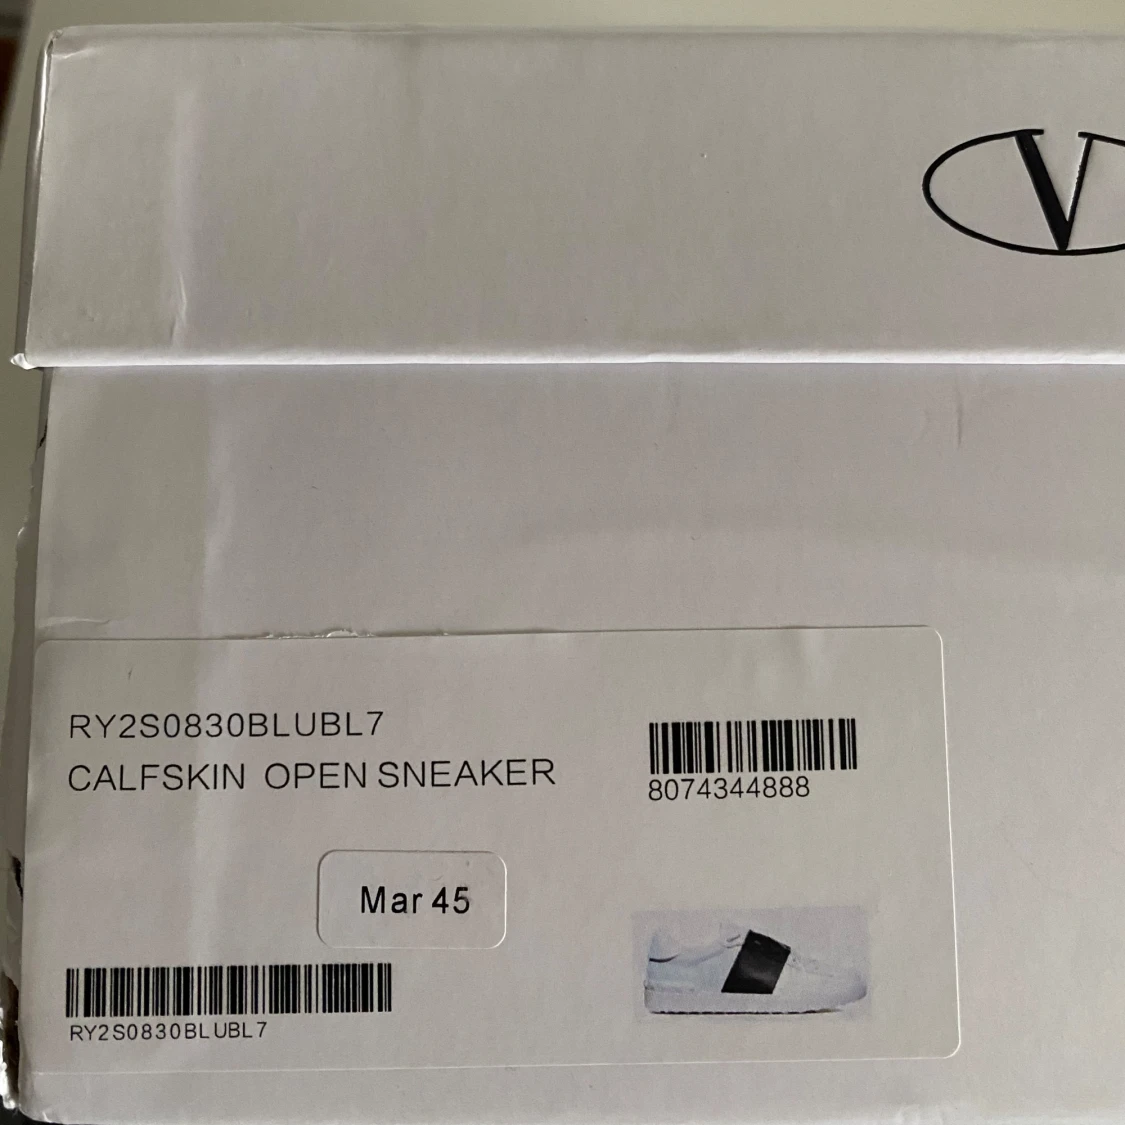 V
RY2S0830BLUBL7
CALFSKIN OPEN SNEAKER
8074344888
Mar 45
RY2S0830BLUBL7